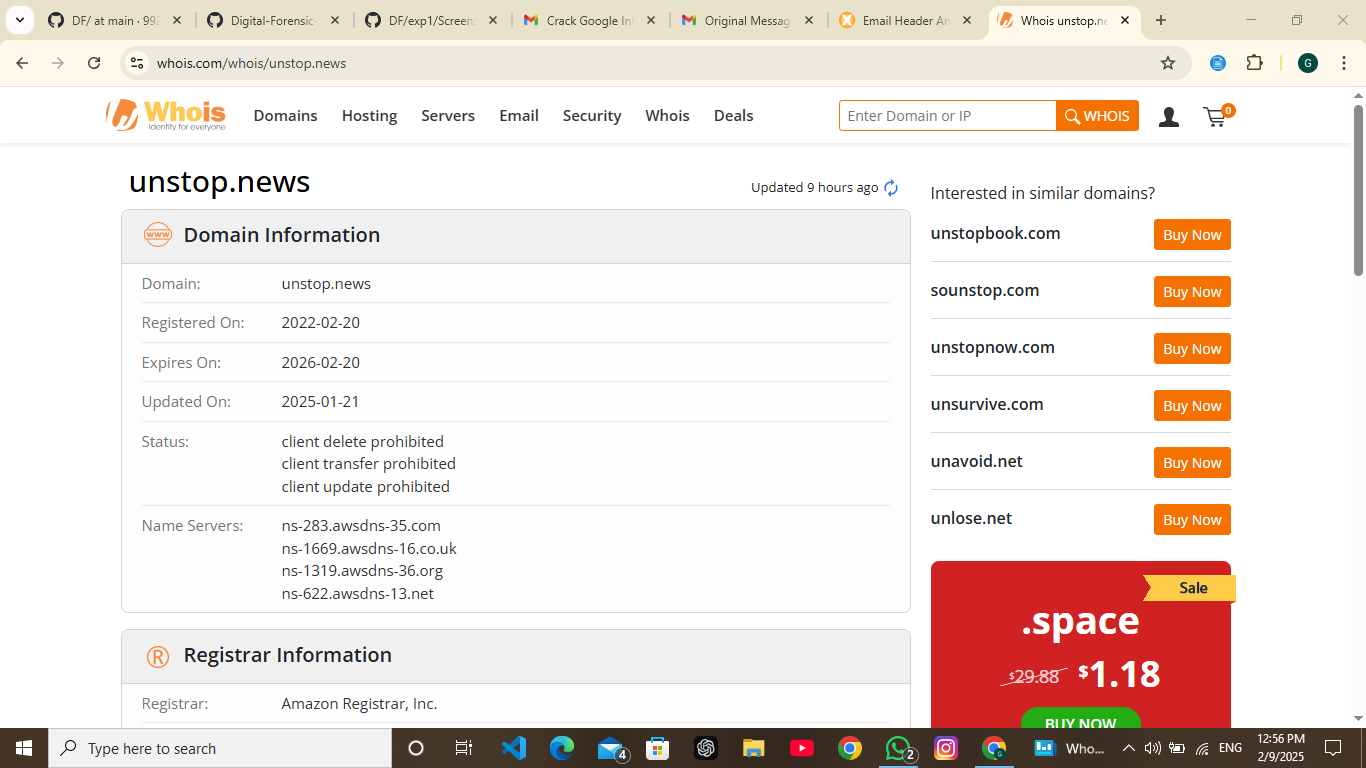 DF/ at main · 992
Digital-Forensic-
DF/exp1/Screens
Crack Google Int
Original Messag
Email Header An
Whois unstop.ne
whois.com/whois/unstop.news
G
Whois
Identity for everyone
Domains
Hosting
Servers
Email
Security
Whois
Deals
Enter Domain or IP
WHOIS
0
unstop.news
Updated 9 hours ago
www
Domain Information
Domain: unstop.news
Registered On: 2022-02-20
Expires On: 2026-02-20
Updated On: 2025-01-21
Status: client delete prohibited
client transfer prohibited
client update prohibited
Name Servers: ns-283.awsdns-35.com
ns-1669.awsdns-16.co.uk
ns-1319.awsdns-36.org
ns-622.awsdns-13.net
R
Registrar Information
Registrar: Amazon Registrar, Inc.
Interested in similar domains?
unstopbook.com Buy Now
sounstop.com Buy Now
unstopnow.com Buy Now
unsurvive.com Buy Now
unavoid.net Buy Now
unlose.net Buy Now
Sale
.space
$29.88 $1.18
BUY NOW
Type here to search
4
2
G
Who...
ENG
12:56 PM
2/9/2025